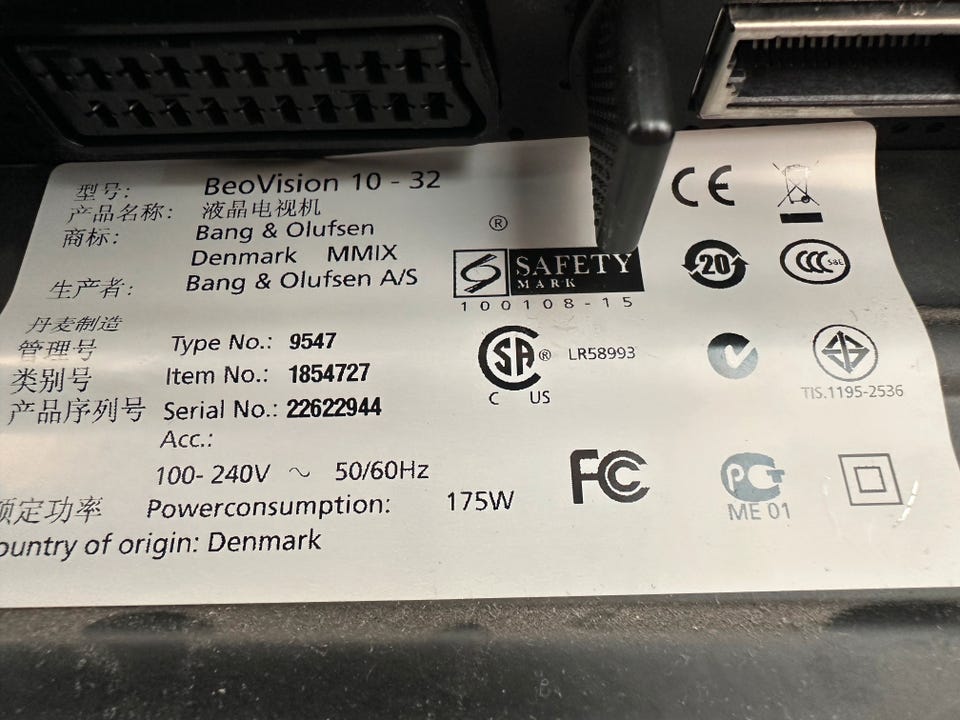 型号: BeoVision 10 - 32
产品名称: 液晶电视机
商标: Bang & Olufsen
Denmark MMIX
生产者: Bang & Olufsen A/S
丹麦制造
管理号 Type No.: 9547
类别号 Item No.: 1854727
产品序列号 Serial No.: 22622944
Acc.:
100-240V ~ 50/60Hz
额定功率 Powerconsumption: 175W
ountry of origin: Denmark
®
SAFETY
MARK
100108-15
CE
20
CCC S&E
SA ® LR58993
C US
TIS.1195-2536
FC
PCT
ME 01